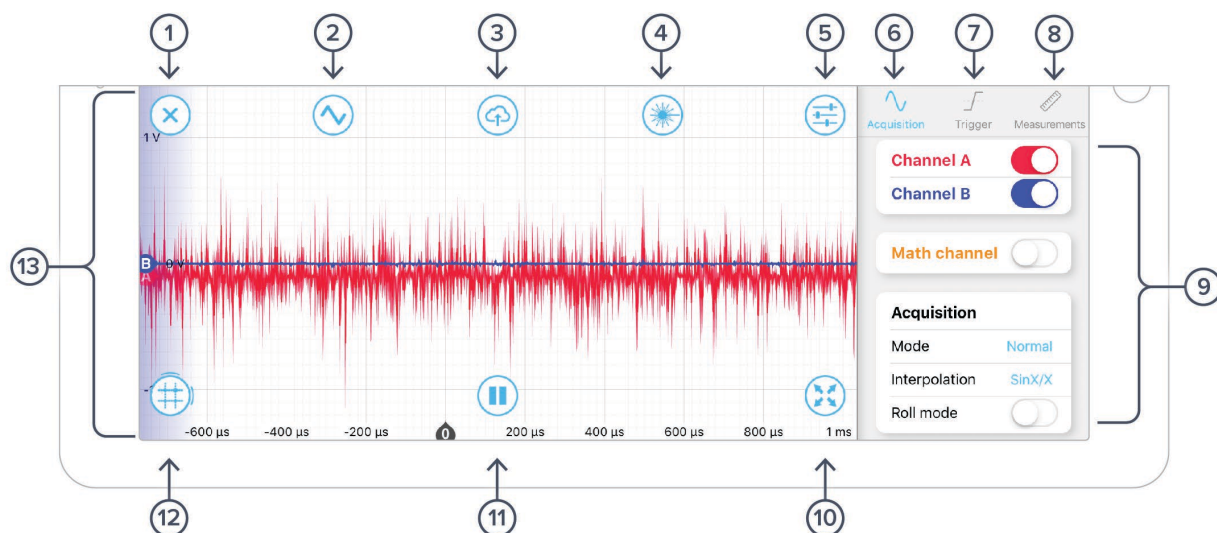 1 2 3 4 5 6 7 8
Acquisition Trigger Measurements
1 V
Channel A
Channel B
Math channel
B 0 V
A
13
9
Acquisition
Mode Normal
Interpolation SinX/X
Roll mode
-600 µs -400 µs -200 µs 0 200 µs 400 µs 600 µs 800 µs 1 ms
12 11 10